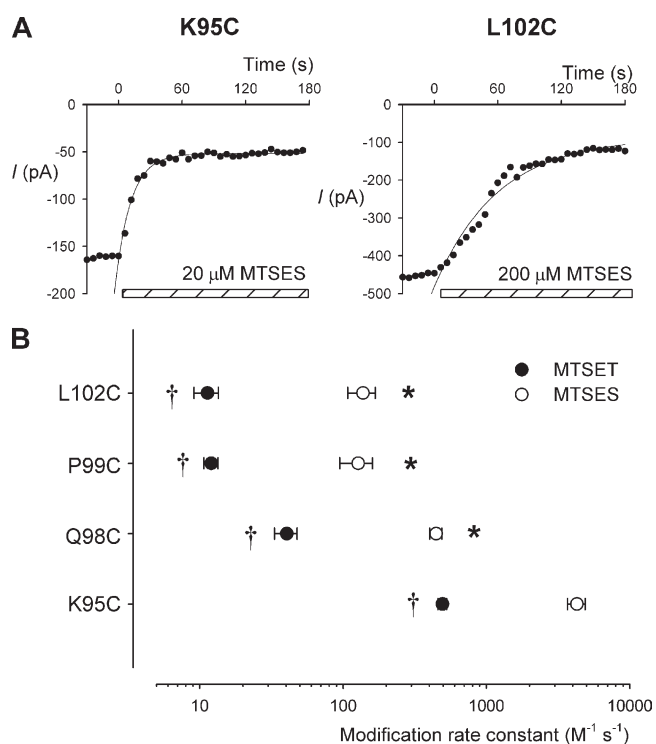 A
K95C
L102C
Time (s)
0 60 120 180
0
-50
-100
-150
-200
I (pA)
20 µM MTSES
Time (s)
0 60 120 180
0
-100
-200
-300
-400
-500
I (pA)
200 µM MTSES
B
MTSET
MTSES
L102C † *
P99C † *
Q98C † *
K95C †
10 100 1000 10000
Modification rate constant (M⁻¹ s⁻¹)